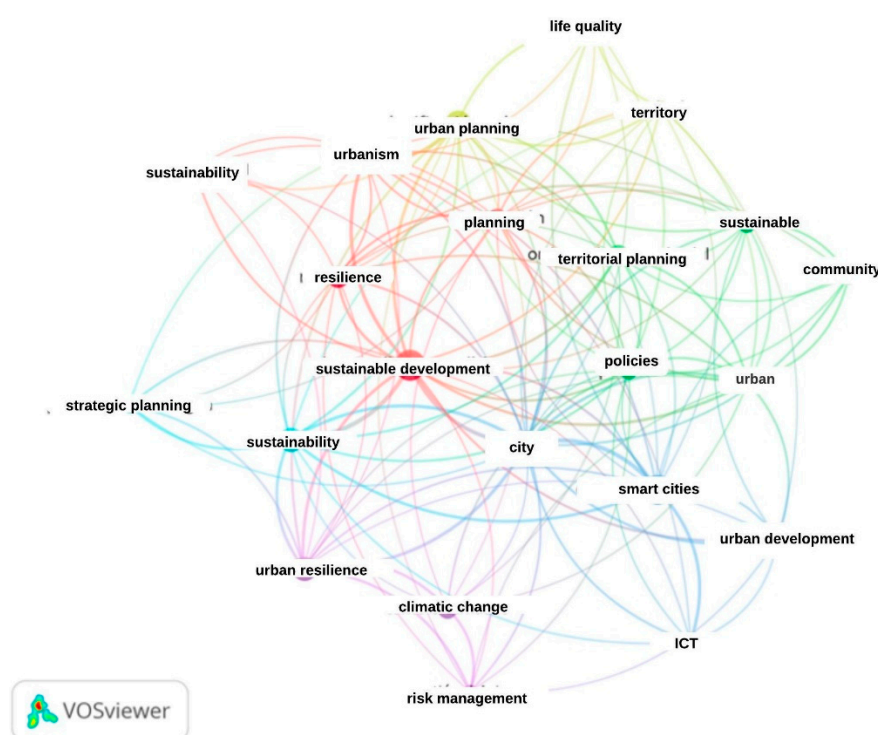 life quality
territory
urban planning
urbanism
sustainability
planning
sustainable
territorial planning
community
resilience
policies
sustainable development
urban
strategic planning
sustainability
city
smart cities
urban development
urban resilience
climatic change
ICT
risk management
VOSviewer